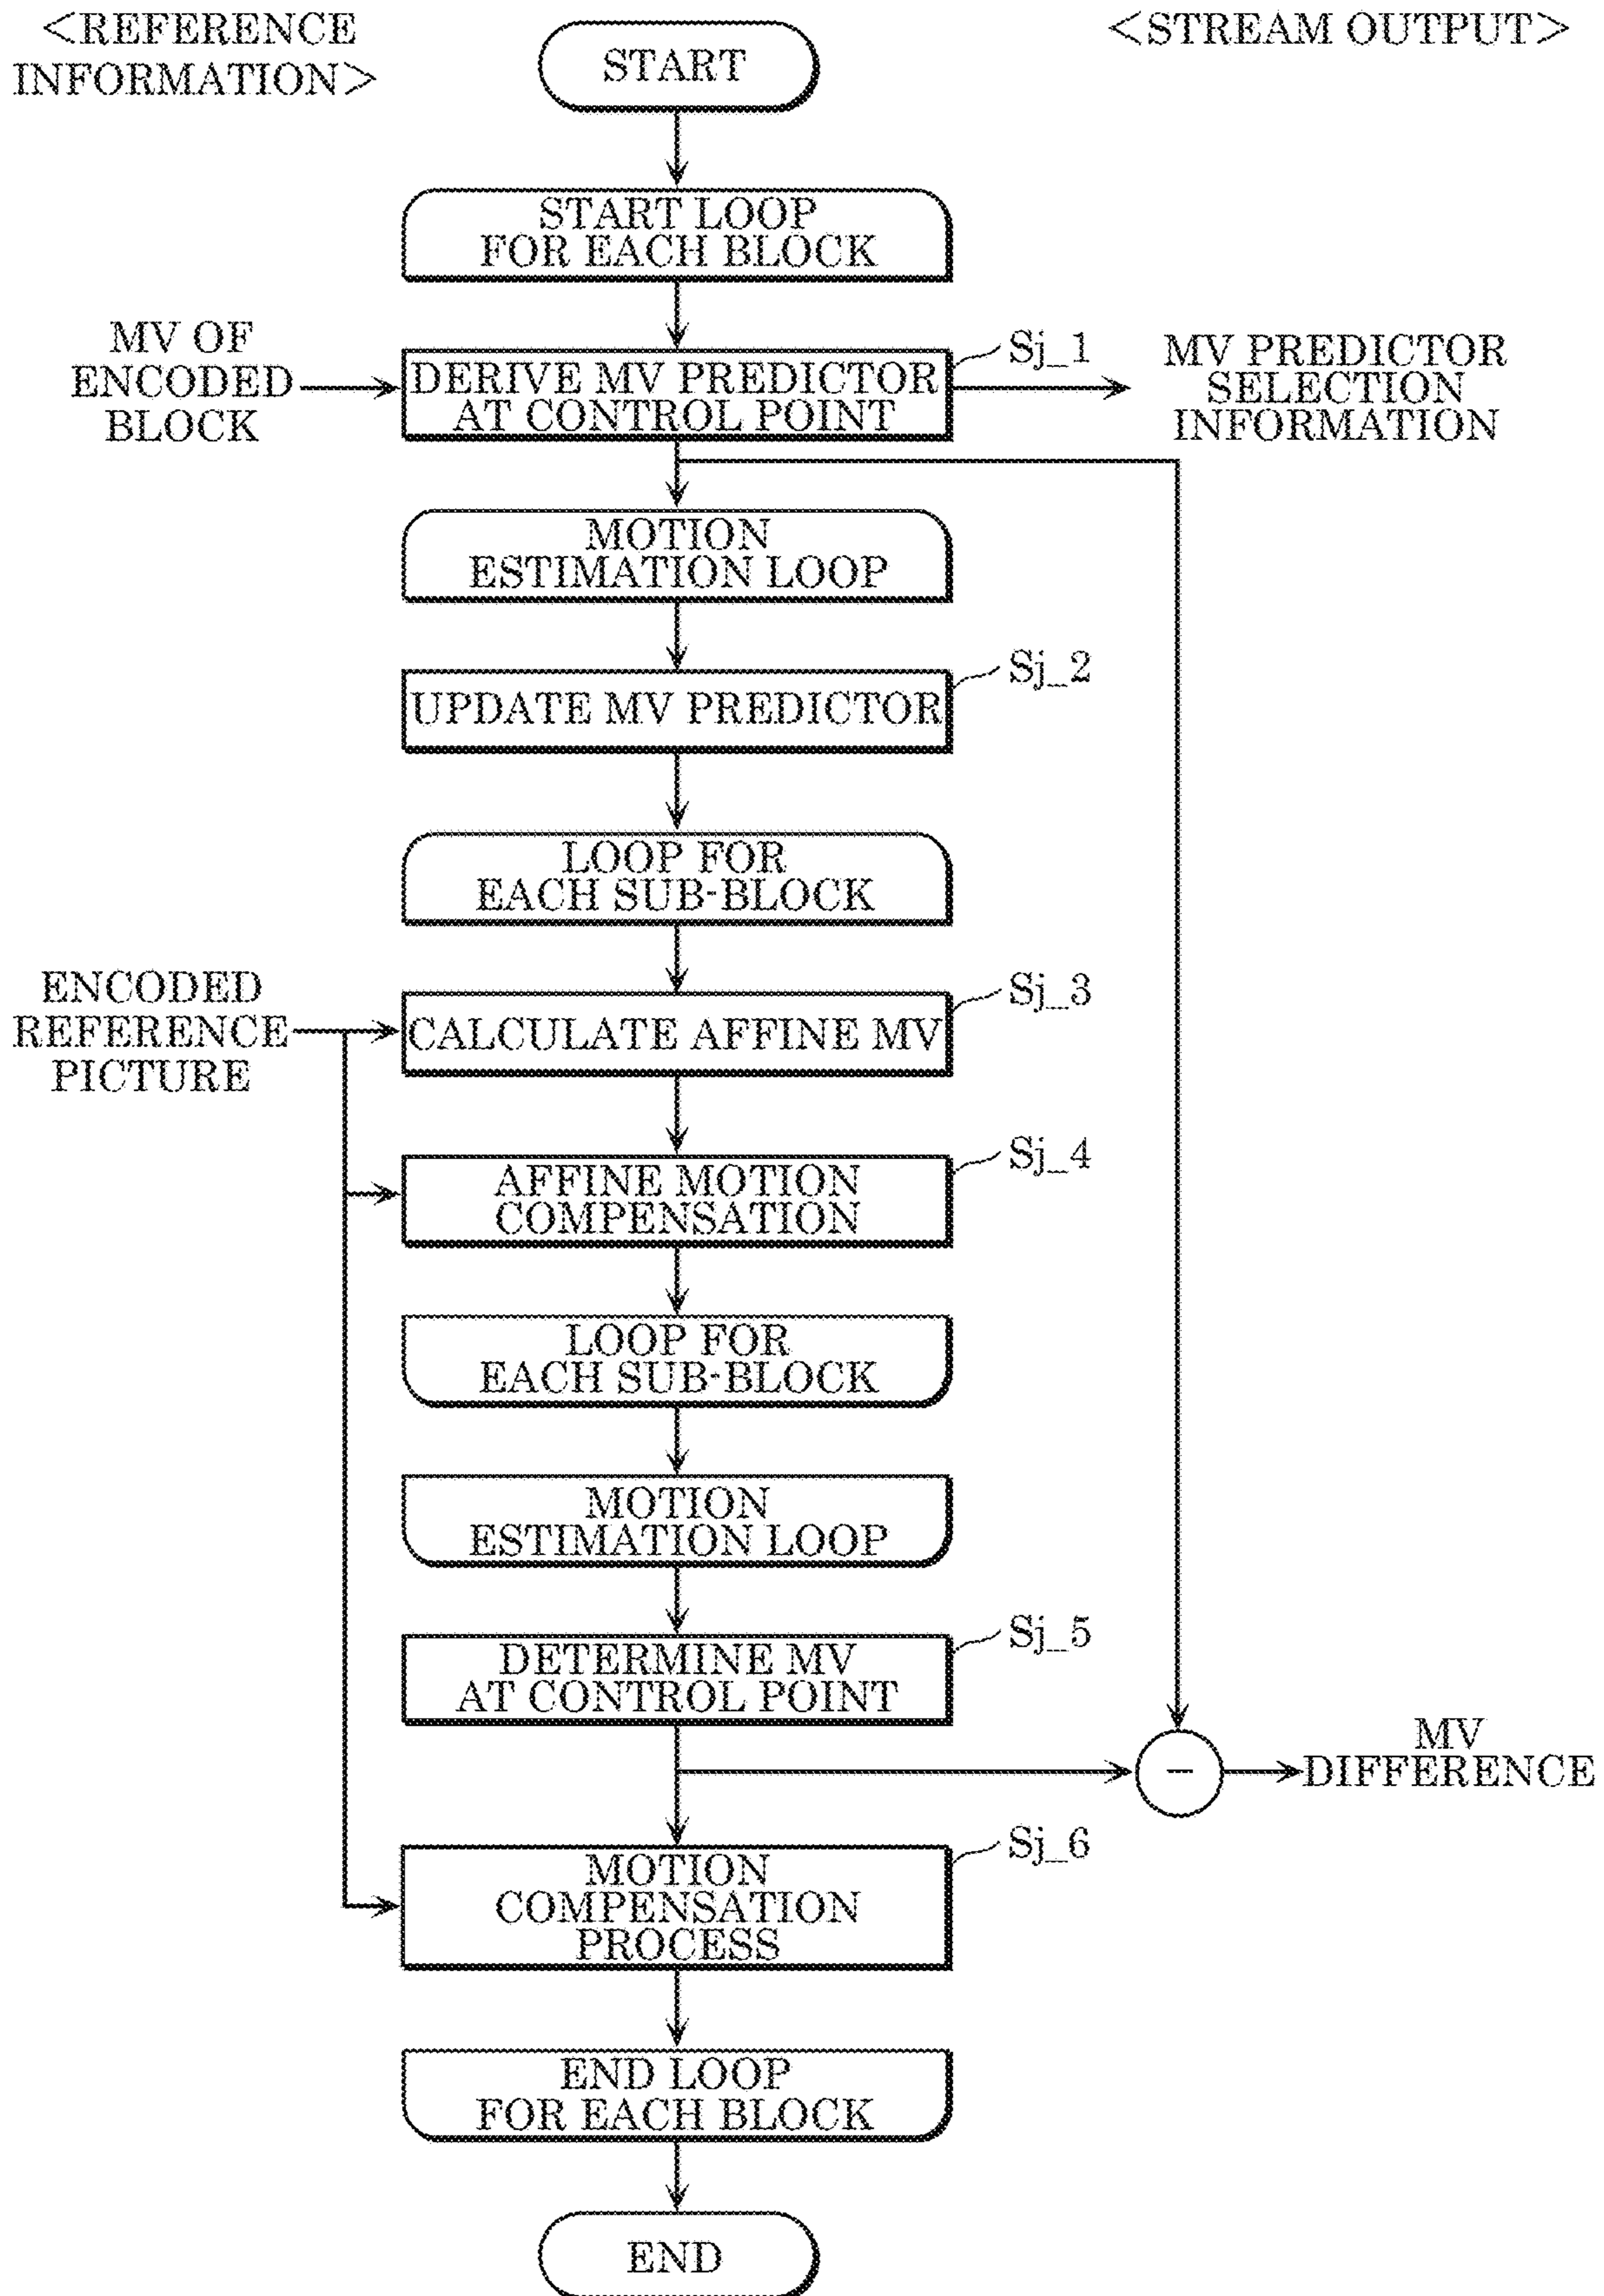 <REFERENCE
INFORMATION>
<STREAM OUTPUT>
START
START LOOP
FOR EACH BLOCK
MV OF
ENCODED
BLOCK
DERIVE MV PREDICTOR
AT CONTROL POINT
Sj_1
MV PREDICTOR
SELECTION
INFORMATION
MOTION
ESTIMATION LOOP
Sj_2
UPDATE MV PREDICTOR
LOOP FOR
EACH SUB-BLOCK
ENCODED
REFERENCE
PICTURE
Sj_3
CALCULATE AFFINE MV
Sj_4
AFFINE MOTION
COMPENSATION
LOOP FOR
EACH SUB-BLOCK
MOTION
ESTIMATION LOOP
Sj_5
DETERMINE MV
AT CONTROL POINT
−
MV
DIFFERENCE
Sj_6
MOTION
COMPENSATION
PROCESS
END LOOP
FOR EACH BLOCK
END